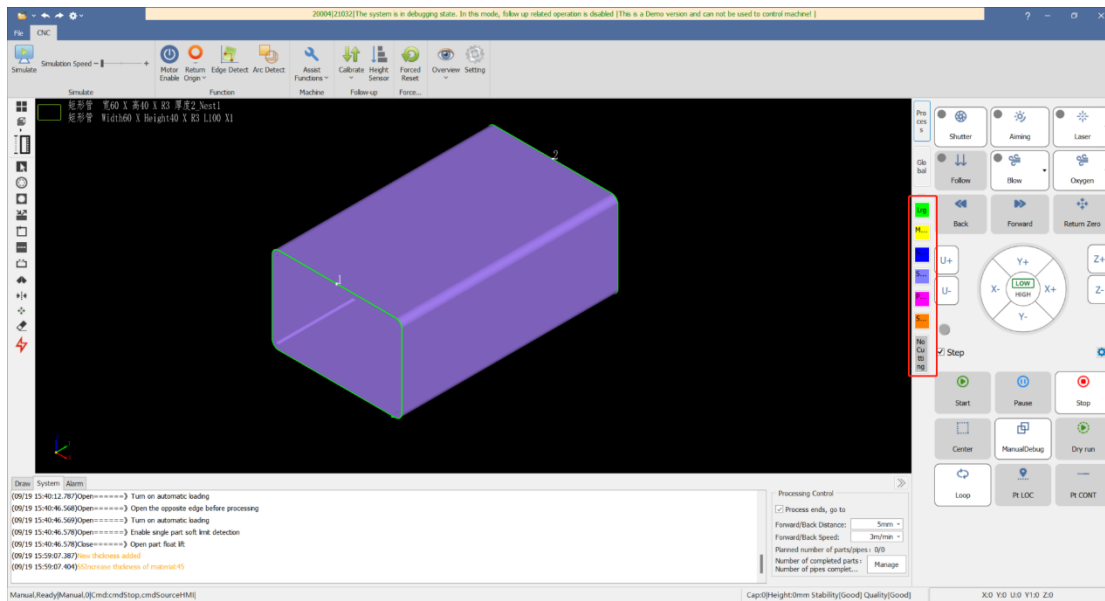 20004|21032|The system is in debugging state. In this mode, follow up related operation is disabled |This is a Demo version and can not be used to control machine! |
File
CNC
Simulate
Simulation Speed
Motor Enable
Return Origin
Edge Detect
Arc Detect
Assist Functions
Calibrate
Height Sensor
Forced Reset
Overview
Setting
Simulate
Function
Machine
Follow-up
Force...
矩形管 宽60 X 高40 X R3 厚度2_Nest1
矩形管 Width60 X Height40 X R3 L100 X1
1
2
Process
Global
Lrg
M...
S...
P...
S...
No Cutting
Shutter
Aiming
Laser
Follow
Blow
Oxygen
Back
Forward
Return Zero
U+
U-
Y+
X-
LOW
HIGH
X+
Y-
Z+
Z-
Step
Start
Pause
Stop
Center
ManualDebug
Dry run
Loop
Pt LOC
Pt CONT
Draw
System
Alarm
(09/19 15:40:12.787)Open======》Turn on automatic loading
(09/19 15:40:46.568)Open======》Open the opposite edge before processing
(09/19 15:40:46.569)Open======》Turn on automatic loading
(09/19 15:40:46.578)Open======》Enable single part soft limit detection
(09/19 15:40:46.578)Close======》Open part float lift
(09/19 15:59:07.387)New thickness added
(09/19 15:59:07.404)SSIncrease thickness of material:45
Processing Control
Process ends, go to
Forward/Back Distance: 5mm
Forward/Back Speed: 3m/min
Planned number of parts/pipes: 0/0
Number of completed parts:
Number of pipes complet...
Manage
Manual,Ready|Manual,0|Cmd:cmdStop,cmdSourceHMI|
Cap:0|Height:0mm Stability|Good| Quality|Good|
X:0 Y:0 U:0 Y1:0 Z:0